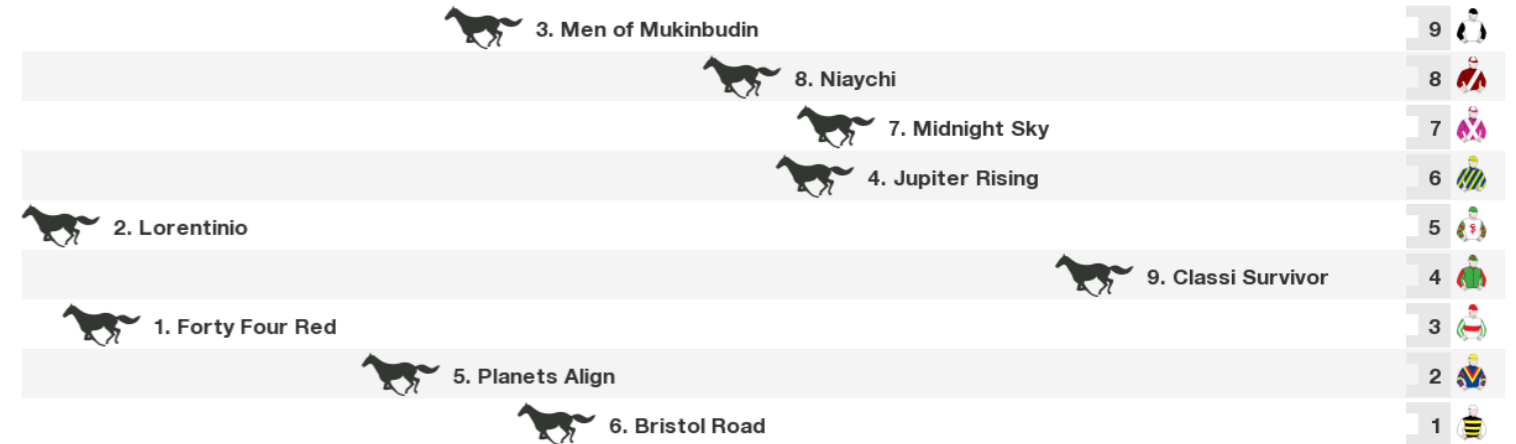 3. Men of Mukinbudin 9
8. Niaychi 8
7. Midnight Sky 7
4. Jupiter Rising 6
2. Lorentinio 5
9. Classi Survivor 4
1. Forty Four Red 3
5. Planets Align 2
6. Bristol Road 1